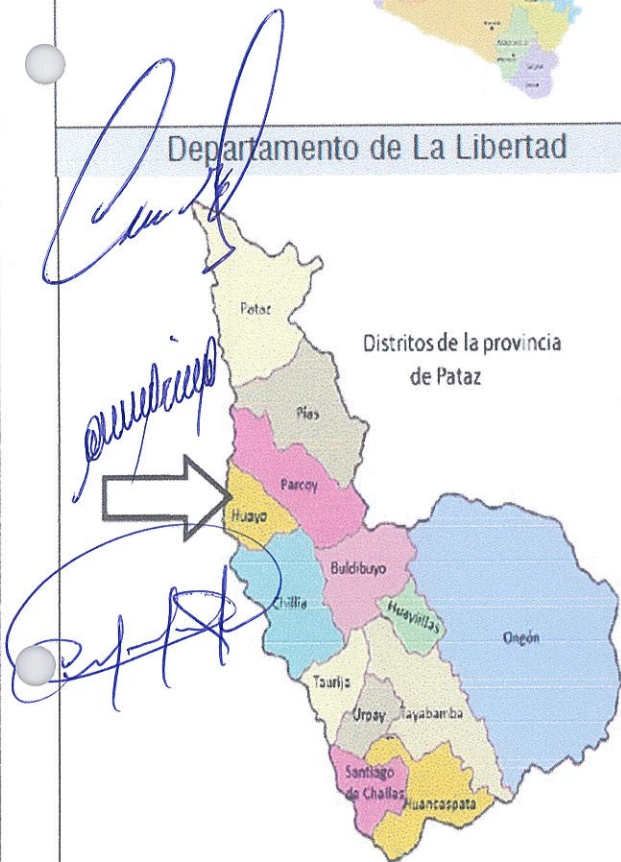 Departamento de La Libertad
Pataz
Distritos de la provincia
de Pataz
Pías
Parcoy
Huayo
Buldibuyo
Chillia
Huayllillas
Ongón
Taurija
Urpay
Tayabamba
Santiago
de Challas
Huancaspata